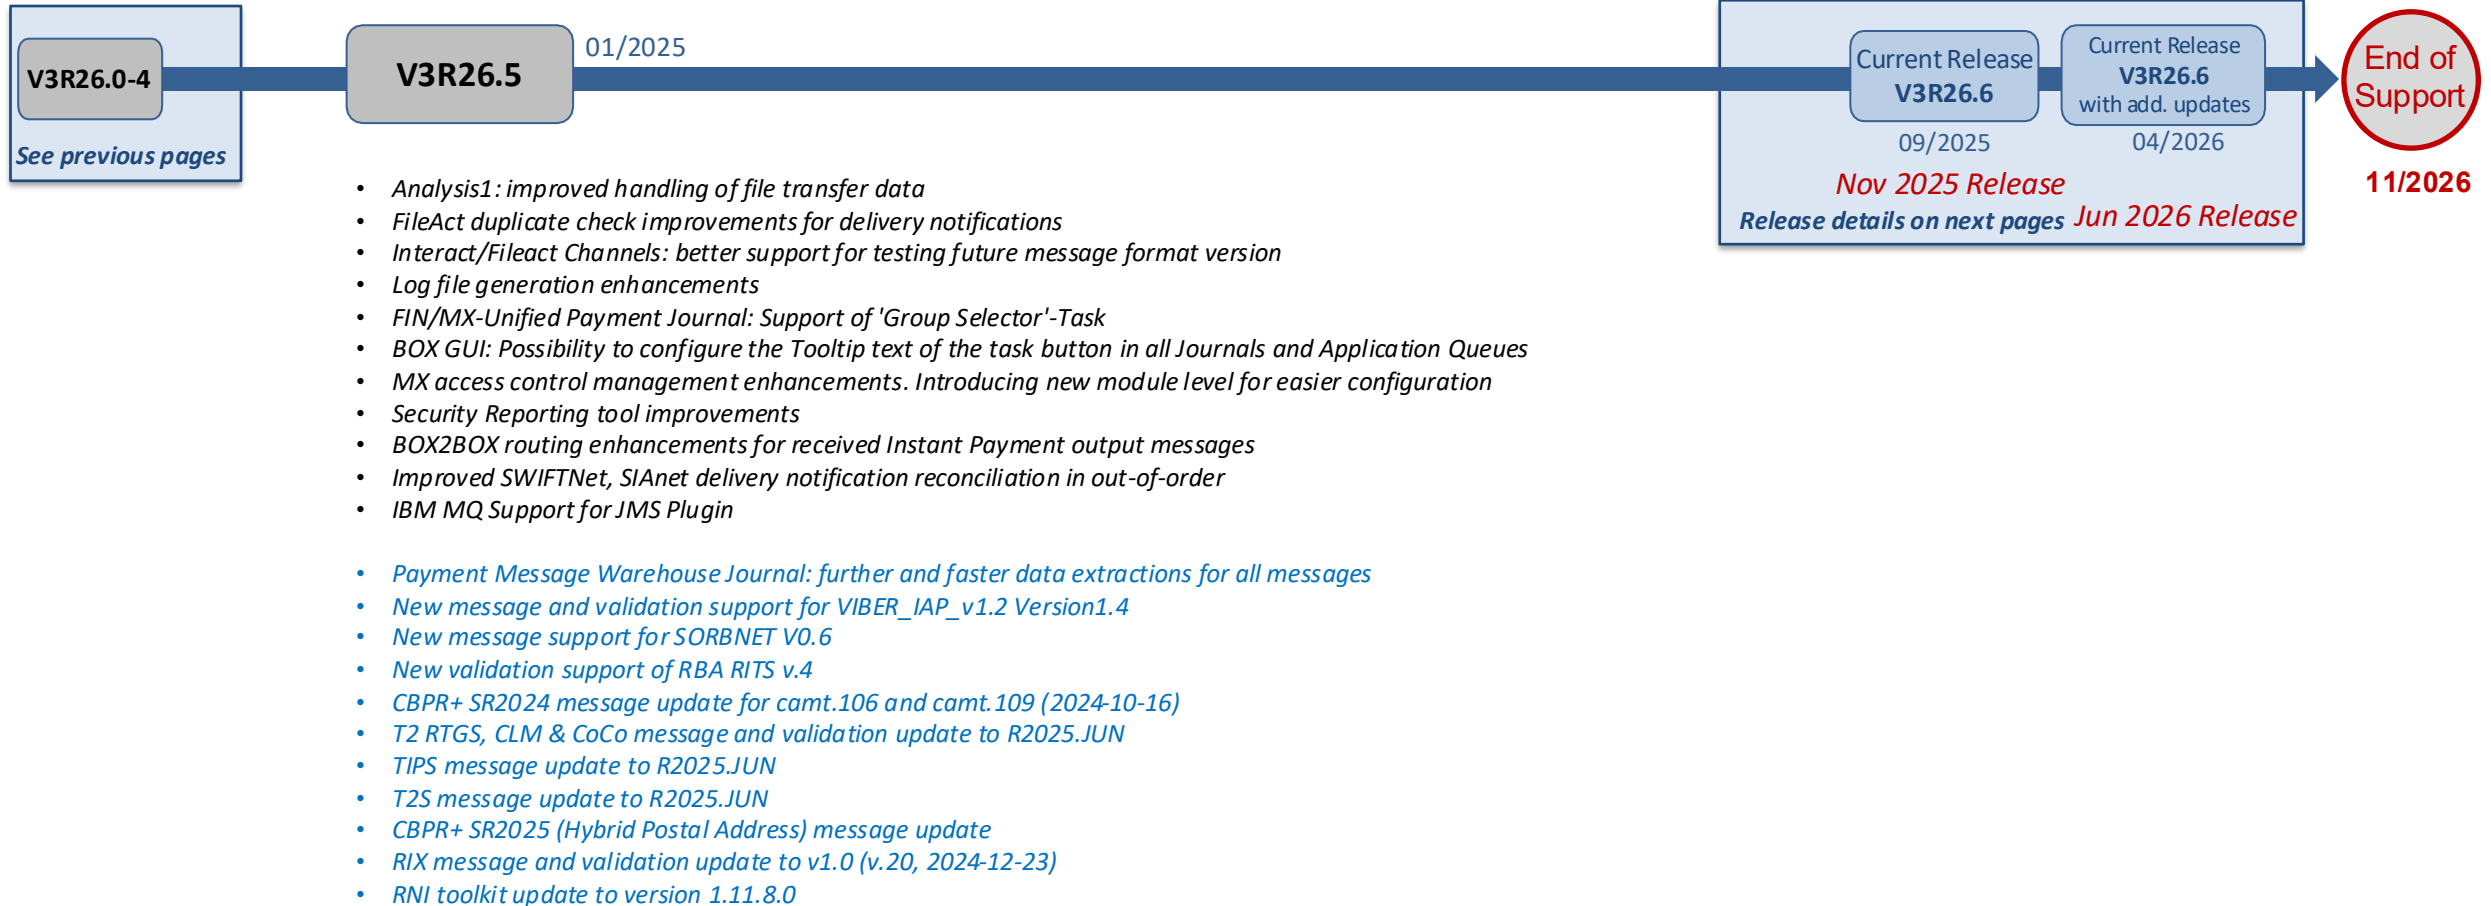 V3R26.0-4
See previous pages
V3R26.5
01/2025
Current Release
V3R26.6
09/2025
Nov 2025 Release
Release details on next pages
Current Release
V3R26.6
with add. updates
04/2026
Jun 2026 Release
End of
Support
11/2026
• Analysis1: improved handling of file transfer data
• FileAct duplicate check improvements for delivery notifications
• Interact/Fileact Channels: better support for testing future message format version
• Log file generation enhancements
• FIN/MX-Unified Payment Journal: Support of 'Group Selector'-Task
• BOX GUI: Possibility to configure the Tooltip text of the task button in all Journals and Application Queues
• MX access control management enhancements. Introducing new module level for easier configuration
• Security Reporting tool improvements
• BOX2BOX routing enhancements for received Instant Payment output messages
• Improved SWIFTNet, SIAnet delivery notification reconciliation in out-of-order
• IBM MQ Support for JMS Plugin
• Payment Message Warehouse Journal: further and faster data extractions for all messages
• New message and validation support for VIBER_IAP_v1.2 Version1.4
• New message support for SORBNET V0.6
• New validation support of RBA RITS v.4
• CBPR+ SR2024 message update for camt.106 and camt.109 (2024-10-16)
• T2 RTGS, CLM & CoCo message and validation update to R2025.JUN
• TIPS message update to R2025.JUN
• T2S message update to R2025.JUN
• CBPR+ SR2025 (Hybrid Postal Address) message update
• RIX message and validation update to v1.0 (v.20, 2024-12-23)
• RNI toolkit update to version 1.11.8.0